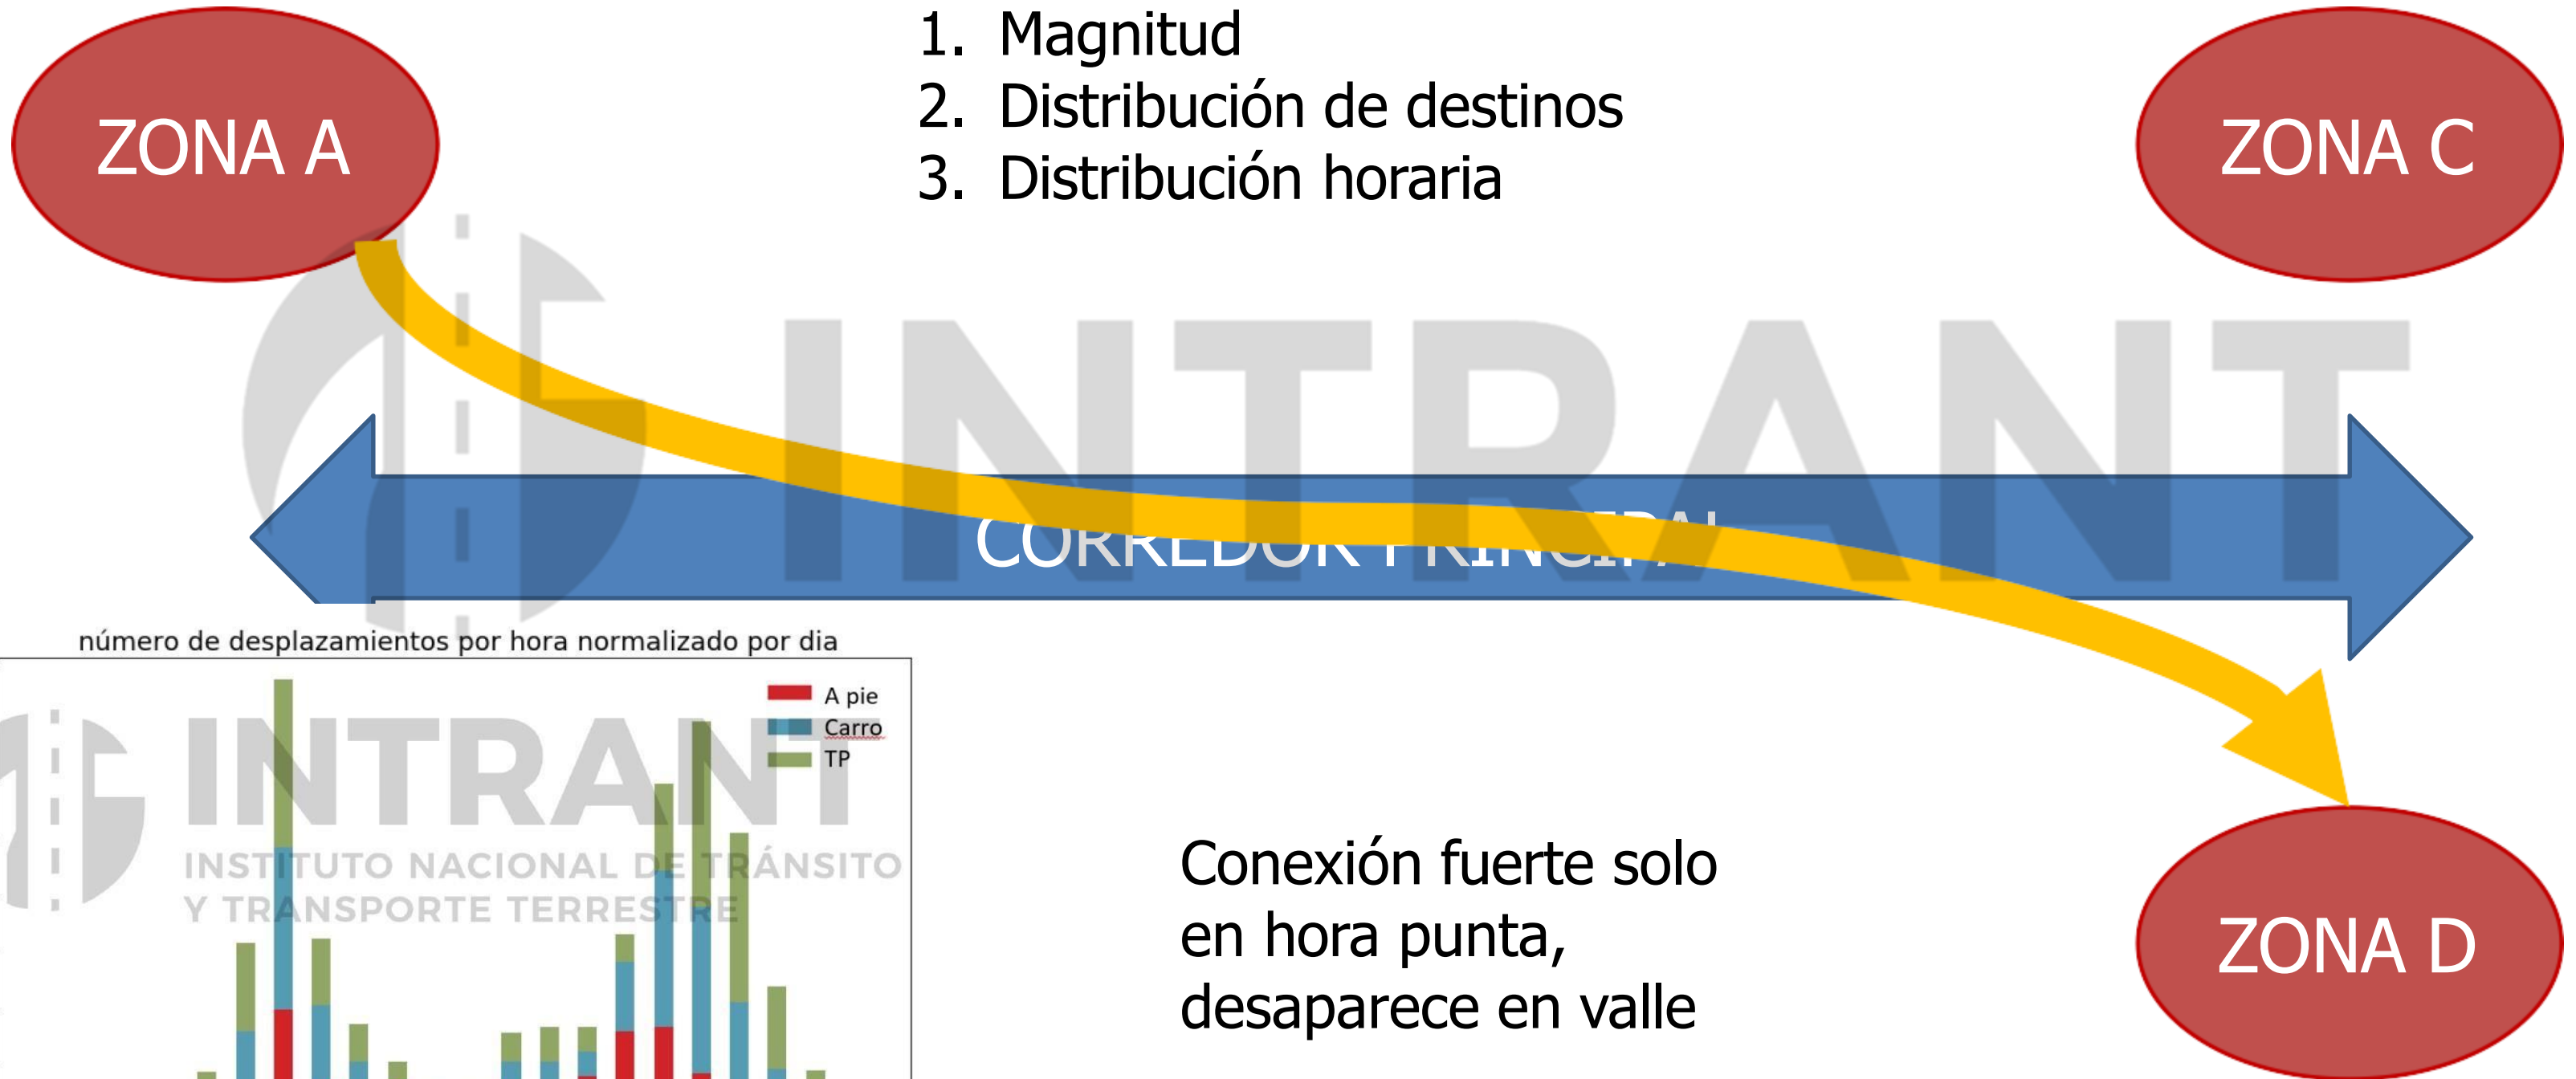 1. Magnitud
2. Distribución de destinos
3. Distribución horaria
ZONA A
ZONA C
INTRANT
CORREDOR PRINCIPAL
número de desplazamientos por hora normalizado por dia
A pie
Carro
TP
INTRANT
INSTITUTO NACIONAL DE TRÁNSITO
Y TRANSPORTE TERRESTRE
Conexión fuerte solo
en hora punta,
desaparece en valle
ZONA D